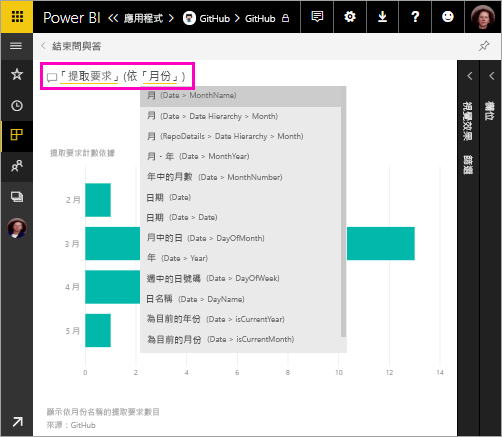 Power BI 應用程式 > GitHub > GitHub
結束問與答
「提取要求」(依「月份」)
月 (Date > MonthName)
月 (Date > Date Hierarchy > Month)
月 (RepoDetails > Date Hierarchy > Month)
月 - 年 (Date > MonthYear)
年中的月數 (Date > MonthNumber)
日期 (Date)
日期 (Date > Date)
月中的日 (Date > DayOfMonth)
年 (Date > Year)
週中的日號碼 (Date > DayOfWeek)
日名稱 (Date > DayName)
為目前的年份 (Date > isCurrentYear)
為目前的月份 (Date > isCurrentMonth)
提取要求計數依據
2 月
3 月
4 月
5 月
0 2 4 6 8 10 12 14
顯示依月份名稱的提取要求數目
來源：GitHub
視覺效果
篩選
欄位